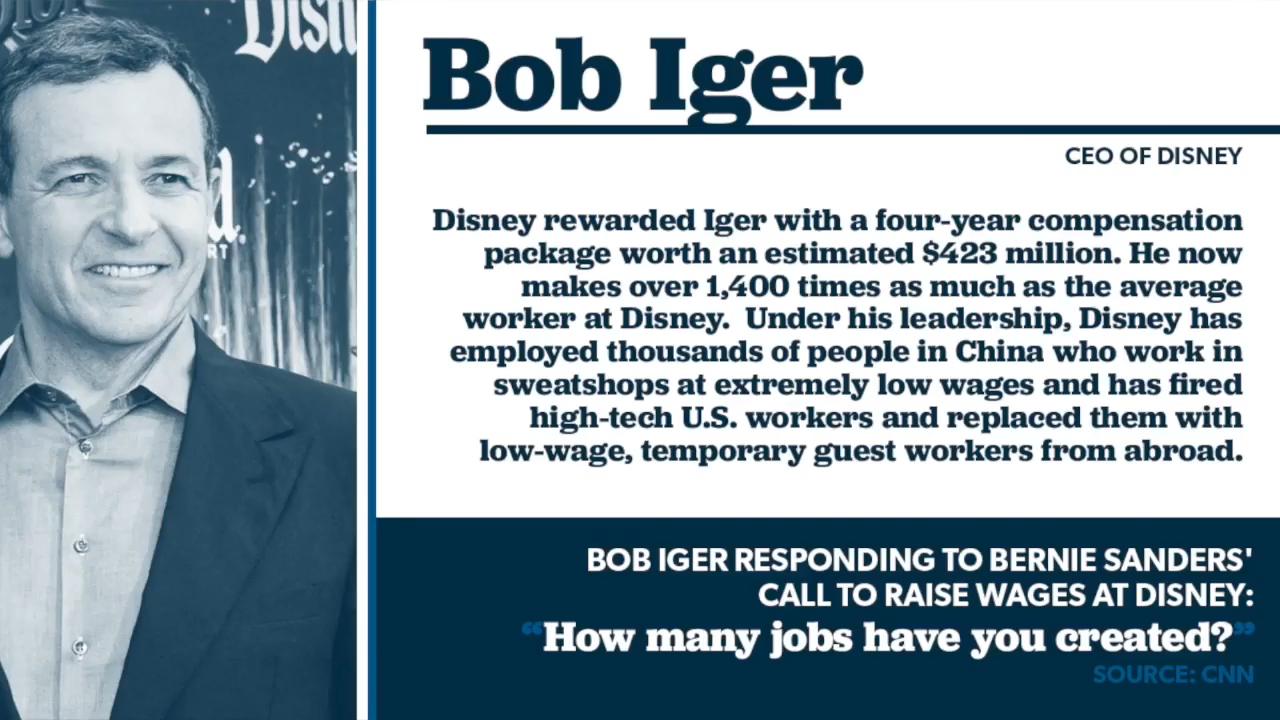 Disn
Bob Iger
CEO OF DISNEY
Disney rewarded Iger with a four-year compensation
package worth an estimated $423 million. He now
makes over 1,400 times as much as the average
worker at Disney.  Under his leadership, Disney has
employed thousands of people in China who work in
sweatshops at extremely low wages and has fired
high-tech U.S. workers and replaced them with
low-wage, temporary guest workers from abroad.
BOB IGER RESPONDING TO BERNIE SANDERS'
CALL TO RAISE WAGES AT DISNEY:
“How many jobs have you created?”
SOURCE: CNN